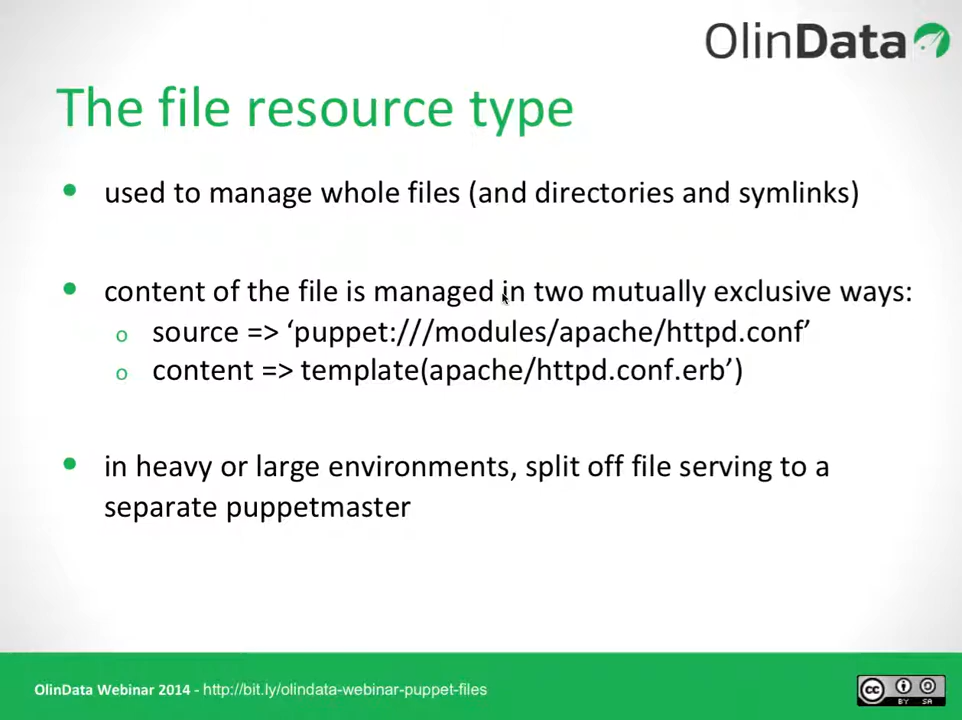 OlinData
The file resource type
• used to manage whole files (and directories and symlinks)
• content of the file is managed in two mutually exclusive ways:
o source => ‘puppet:///modules/apache/httpd.conf’
o content => template(apache/httpd.conf.erb’)
• in heavy or large environments, split off file serving to a
separate puppetmaster
OlinData Webinar 2014 - http://bit.ly/olindata-webinar-puppet-files
cc
BY SA